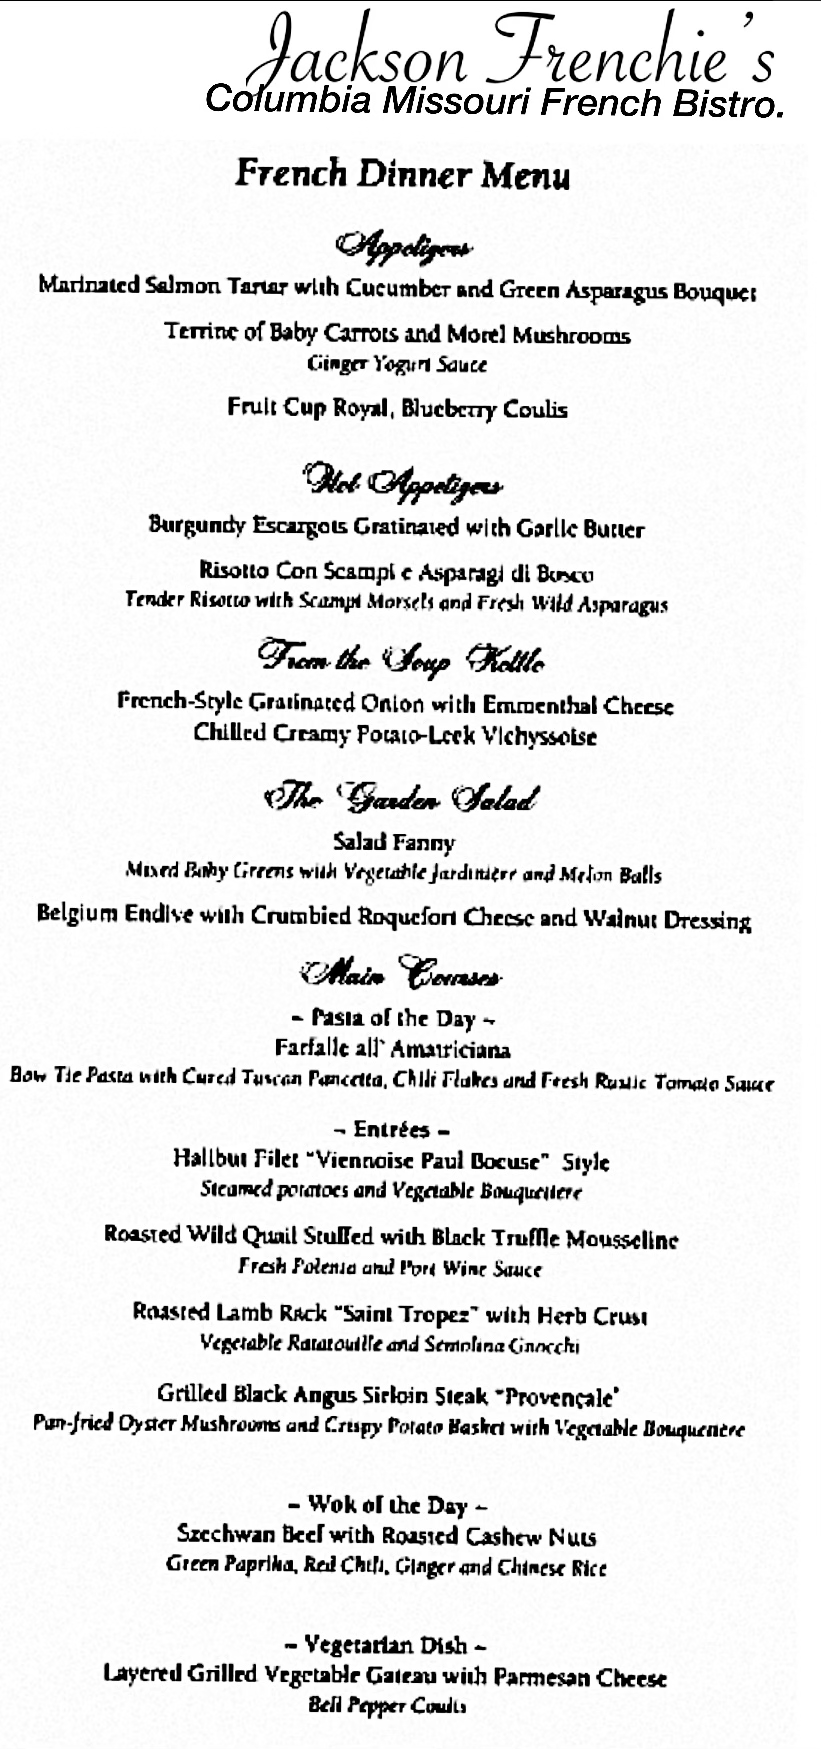 Jackson Frenchie's
Columbia Missouri French Bistro.
French Dinner Menu
Appetizers
Marinated Salmon Tartar with Cucumber and Green Asparagus Bouquet
Terrine of Baby Carrots and Morel Mushrooms
Ginger Yogurt Sauce
Fruit Cup Royal, Blueberry Coulis
Hot Appetizers
Burgundy Escargots Gratinated with Garlic Butter
Risotto Con Scampi e Asparagi di Bosco
Tender Risotto with Scampi Morsels and Fresh Wild Asparagus
From the Soup Kettle
French-Style Gratinated Onion with Emmenthal Cheese
Chilled Creamy Potato-Leek Vichyssoise
The Garden Salad
Salad Fanny
Mixed Baby Greens with Vegetable Jardiniere and Melon Balls
Belgium Endive with Crumbled Roquefort Cheese and Walnut Dressing
Main Courses
~ Pasta of the Day ~
Farfalle all' Amatriciana
Bow Tie Pasta with Cured Tuscan Pancetta, Chili Flakes and Fresh Rustic Tomato Sauce
~ Entrées ~
Halibut Filet "Viennoise Paul Bocuse" Style
Steamed potatoes and Vegetable Bouquetiere
Roasted Wild Quail Stuffed with Black Truffle Mousseline
Fresh Polenta and Port Wine Sauce
Roasted Lamb Rack "Saint Tropez" with Herb Crust
Vegetable Ratatouille and Semolina Gnocchi
Grilled Black Angus Sirloin Steak "Provençale"
Pan-fried Oyster Mushrooms and Crispy Potato Basket with Vegetable Bouquetiere
~ Wok of the Day ~
Szechwan Beef with Roasted Cashew Nuts
Green Paprika, Red Chili, Ginger and Chinese Rice
~ Vegetarian Dish ~
Layered Grilled Vegetable Gateau with Parmesan Cheese
Bell Pepper Coulis